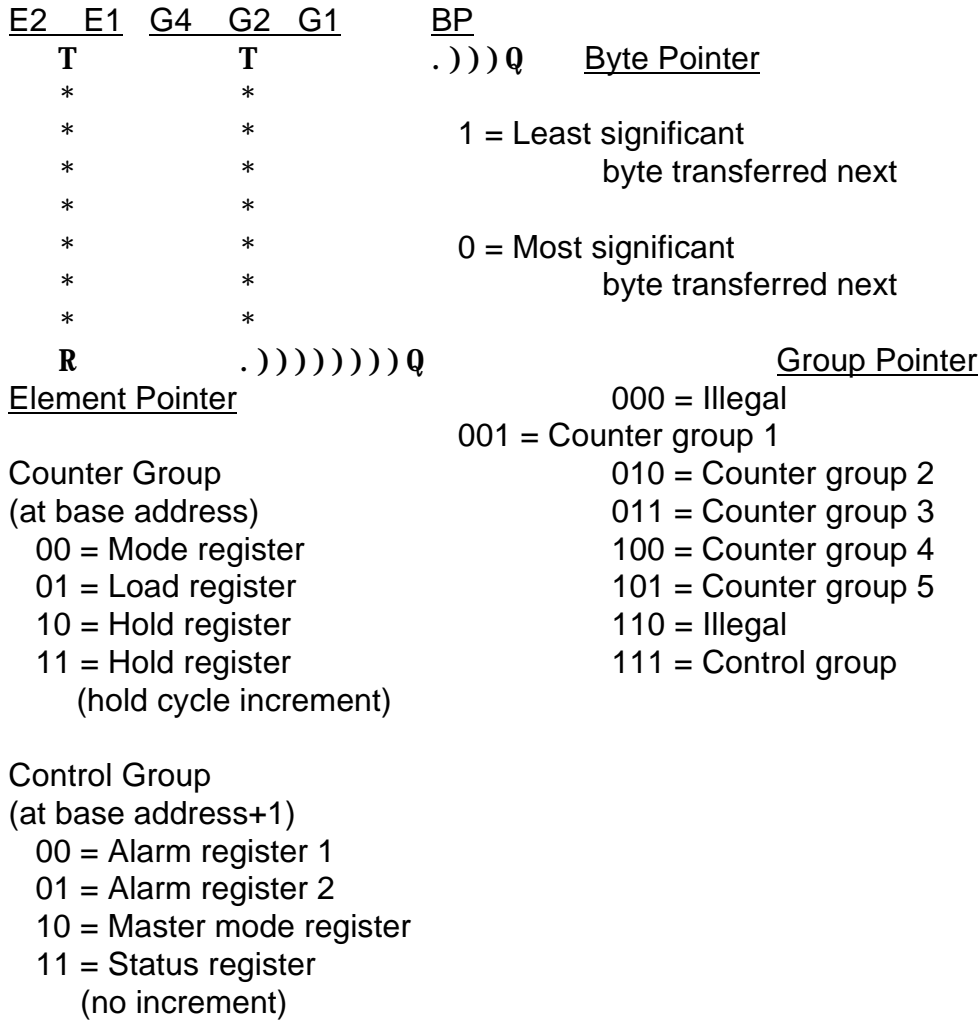 E2 E1 G4 G2 G1 BP
T T .)))Q Byte Pointer
* *
* * 1 = Least significant
* * byte transferred next
* *
* * 0 = Most significant
* * byte transferred next
* *
R .))))))))Q Group Pointer
Element Pointer 000 = Illegal
001 = Counter group 1
Counter Group 010 = Counter group 2
(at base address) 011 = Counter group 3
00 = Mode register 100 = Counter group 4
01 = Load register 101 = Counter group 5
10 = Hold register 110 = Illegal
11 = Hold register 111 = Control group
(hold cycle increment)
Control Group
(at base address+1)
00 = Alarm register 1
01 = Alarm register 2
10 = Master mode register
11 = Status register
(no increment)